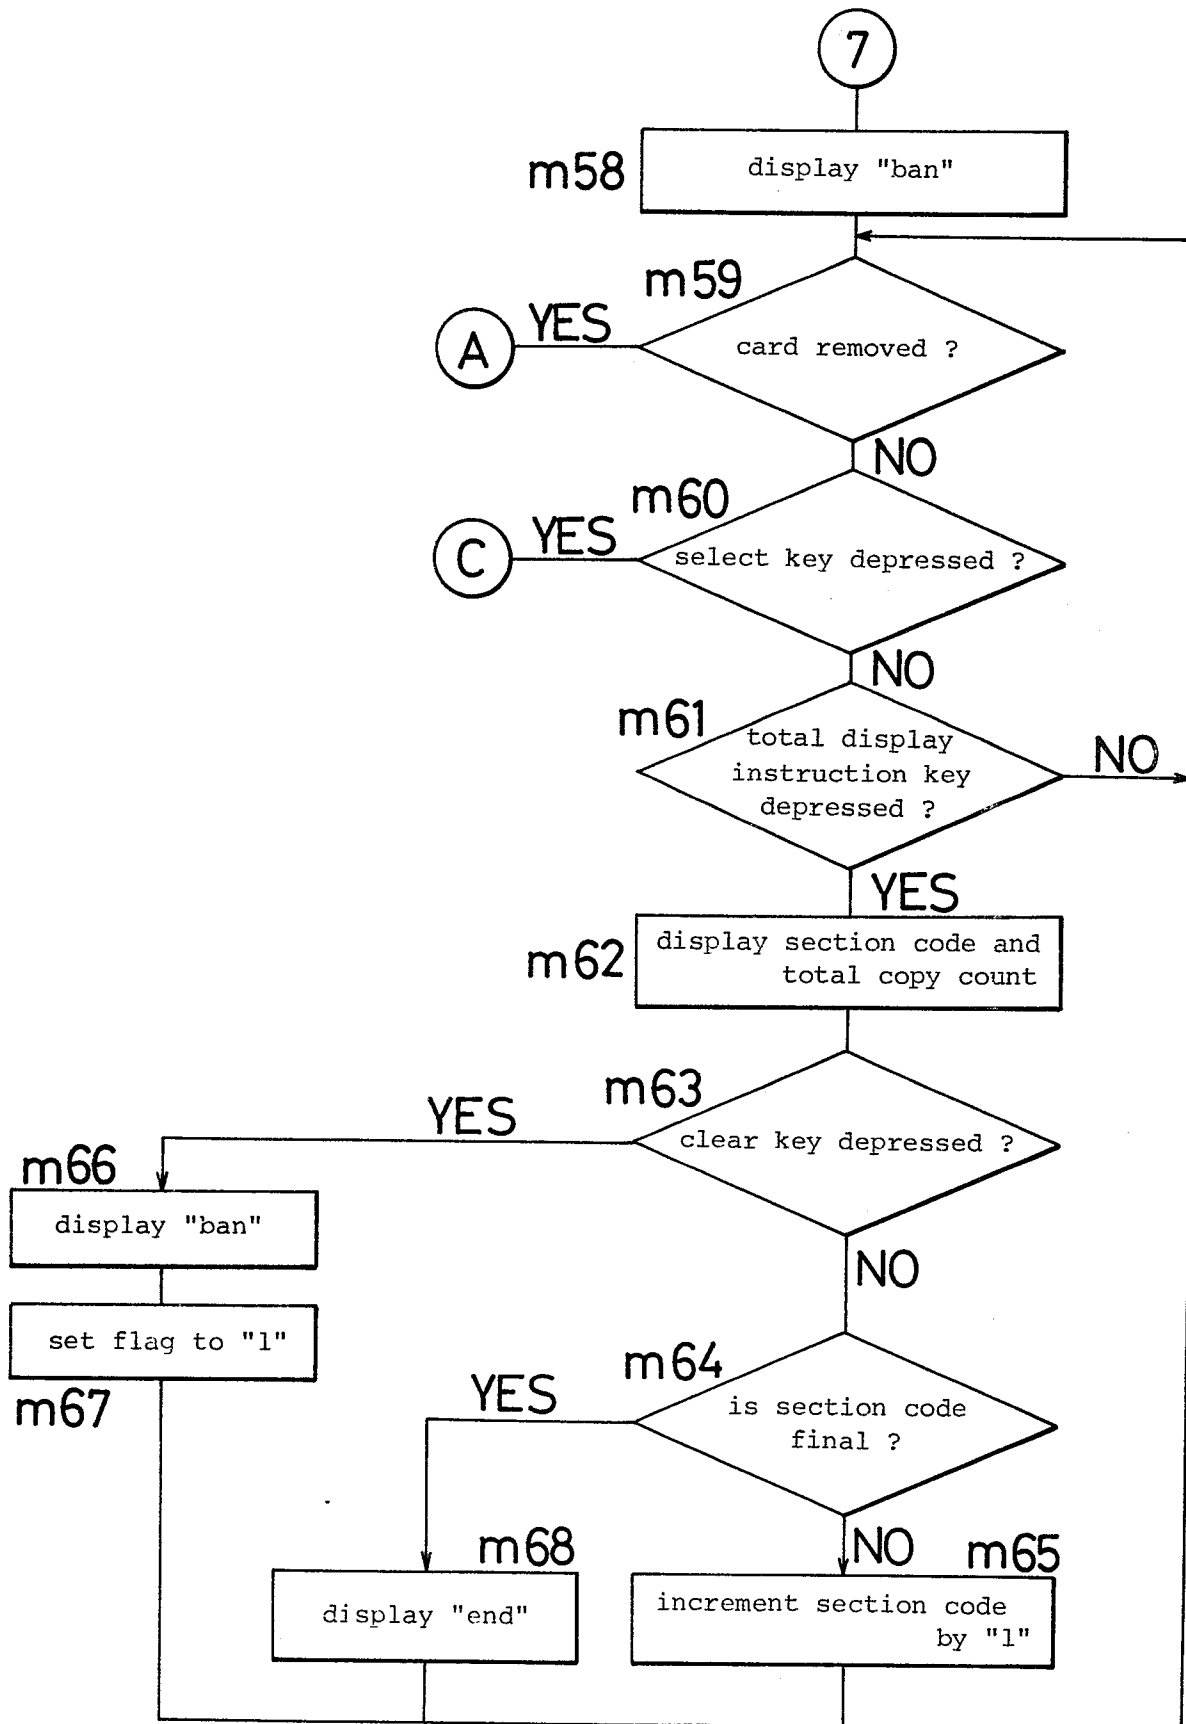 7
m58
display "ban"
m59
YES
A
card removed ?
NO
m60
YES
C
select key depressed ?
NO
m61
total display
instruction key
depressed ?
NO
YES
m62
display section code and
total copy count
m63
YES
clear key depressed ?
m66
display "ban"
NO
set flag to "1"
m67
m64
YES
is section code
final ?
m68
NO
m65
display "end"
increment section code
by "1"